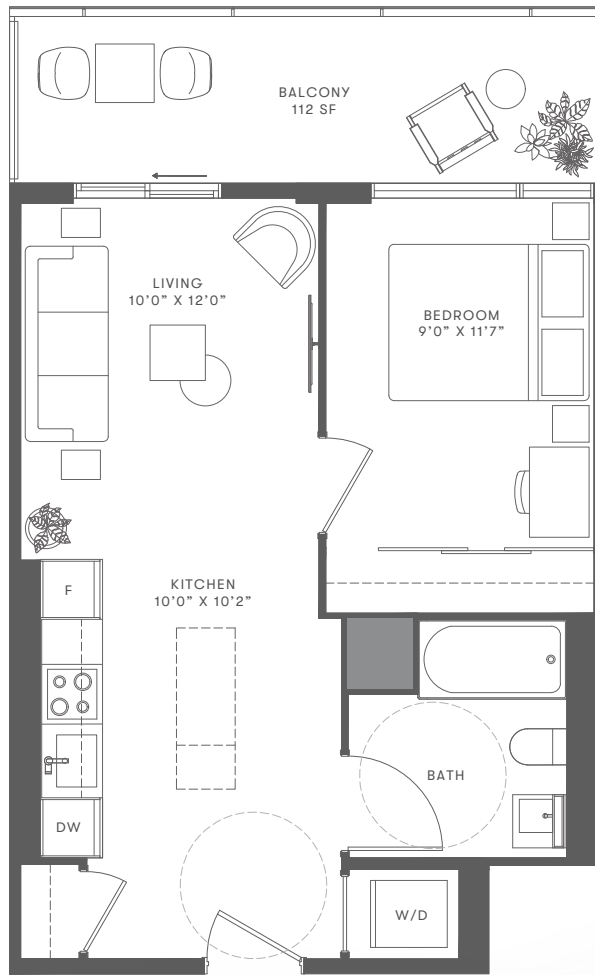 BALCONY
112 SF
LIVING
10'0" X 12'0"
BEDROOM
9'0" X 11'7"
KITCHEN
10'0" X 10'2"
F
BATH
DW
W/D